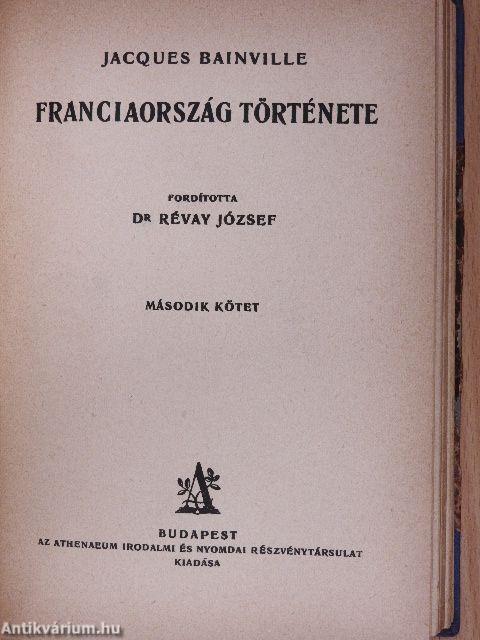 JACQUES BAINVILLE
FRANCIAORSZÁG TÖRTÉNETE
FORDÍTOTTA
DR RÉVAY JÓZSEF
MÁSODIK KÖTET
A
BUDAPEST
AZ ATHENAEUM IRODALMI ÉS NYOMDAI RÉSZVÉNYTÁRSULAT
KIADÁSA
Antikvárium.hu